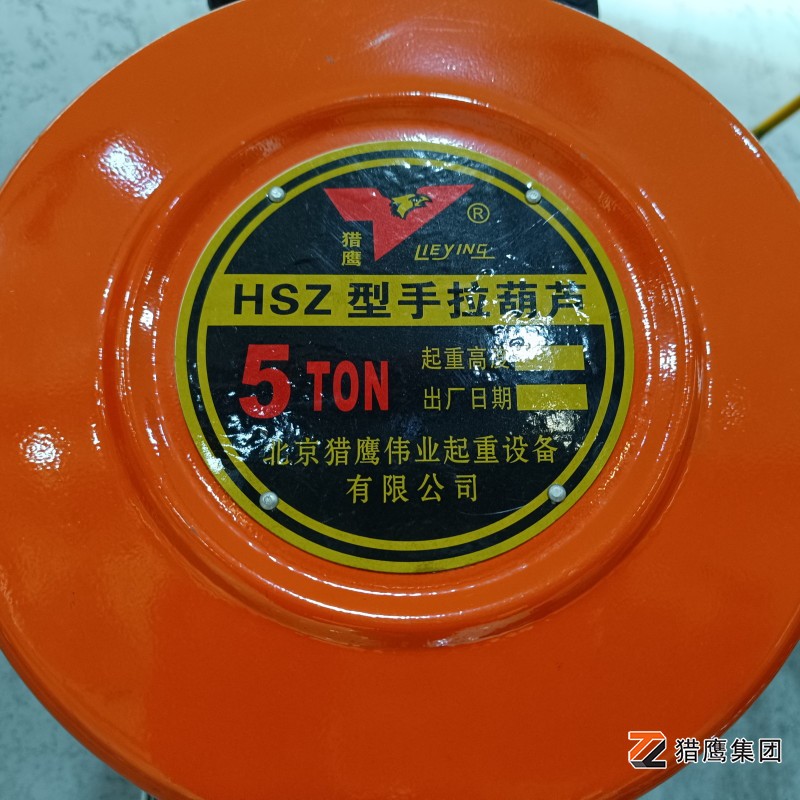 猎鹰
®
LIEYING
HSZ 型手拉葫芦
5 TON
起重高度
出厂日期
北京猎鹰伟业起重设备
有限公司
猎鹰集团